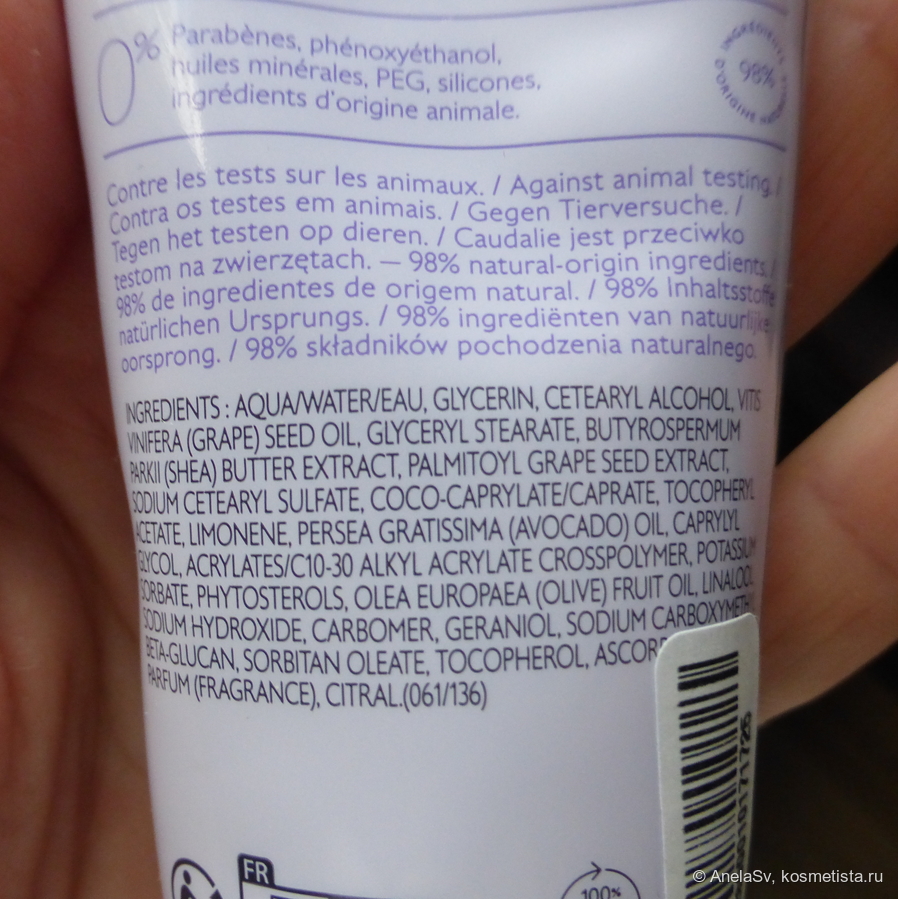 0%
Parabènes, phénoxyéthanol,
huiles minérales, PEG, silicones,
ingrédients d'origine animale.
98%
Contre les tests sur les animaux. / Against animal testing. /
Contra os testes em animais. / Gegen Tierversuche. /
Tegen het testen op dieren. / Caudalie jest przeciwko
testom na zwierzętach. — 98% natural-origin ingredients. /
98% de ingredientes de origem natural. / 98% Inhaltsstoffe
natürlichen Ursprungs. / 98% ingrediënten van natuurlijke
oorsprong. / 98% składników pochodzenia naturalnego.
INGREDIENTS : AQUA/WATER/EAU, GLYCERIN, CETEARYL ALCOHOL, VITIS
VINIFERA (GRAPE) SEED OIL, GLYCERYL STEARATE, BUTYROSPERMUM
PARKII (SHEA) BUTTER EXTRACT, PALMITOYL GRAPE SEED EXTRACT,
SODIUM CETEARYL SULFATE, COCO-CAPRYLATE/CAPRATE, TOCOPHERYL
ACETATE, LIMONENE, PERSEA GRATISSIMA (AVOCADO) OIL, CAPRYLYL
GLYCOL, ACRYLATES/C10-30 ALKYL ACRYLATE CROSSPOLYMER, POTASSIUM
SORBATE, PHYTOSTEROLS, OLEA EUROPAEA (OLIVE) FRUIT OIL, LINALOOL,
SODIUM HYDROXIDE, CARBOMER, GERANIOL, SODIUM
BETA-GLUCAN, SORBITAN OLEATE, TOCOPHEROL,
PARFUM (FRAGRANCE), CITRAL.(061/136)
FR
100%
© AnelaSv, kosmetista.ru